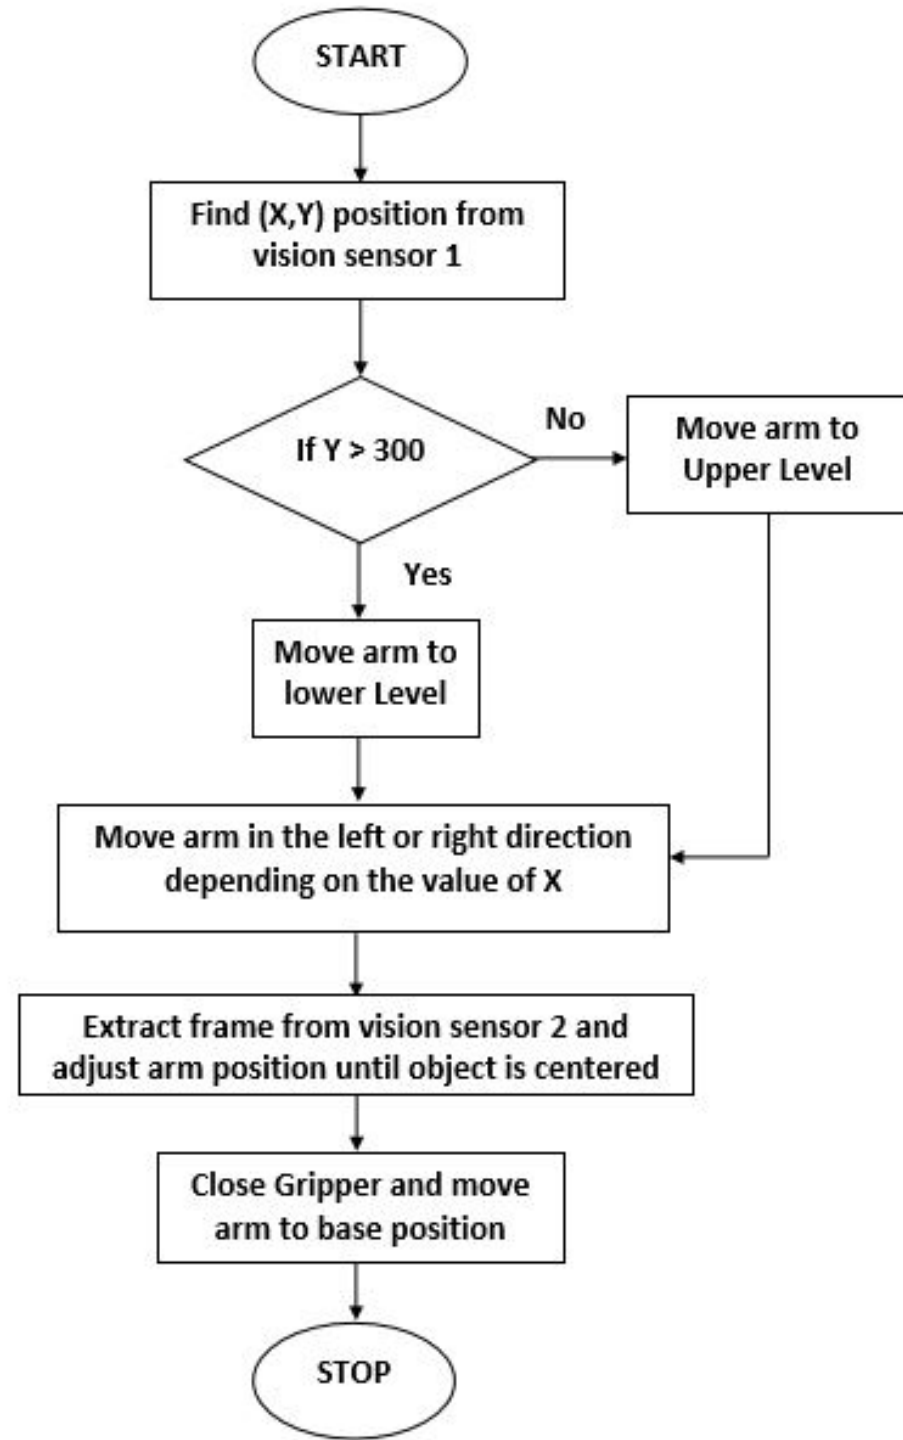 START
Find (X,Y) position from
vision sensor 1
If Y > 300
No
Move arm to
Upper Level
Yes
Move arm to
lower Level
Move arm in the left or right direction
depending on the value of X
Extract frame from vision sensor 2 and
adjust arm position until object is centered
Close Gripper and move
arm to base position
STOP